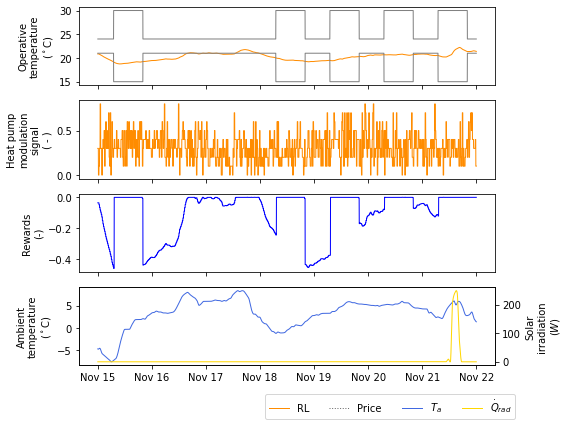 Operative
temperature
(°C)
30
25
20
15
Heat pump
modulation
signal
( - )
0.5
0.0
Rewards
(-)
0.0
−0.2
−0.4
Ambient
temperature
(°C)
5
0
−5
Solar
irradiation
(W)
200
100
0
Nov 15 Nov 16 Nov 17 Nov 18 Nov 19 Nov 20 Nov 21 Nov 22
RL Price Tₐ Q̇rad